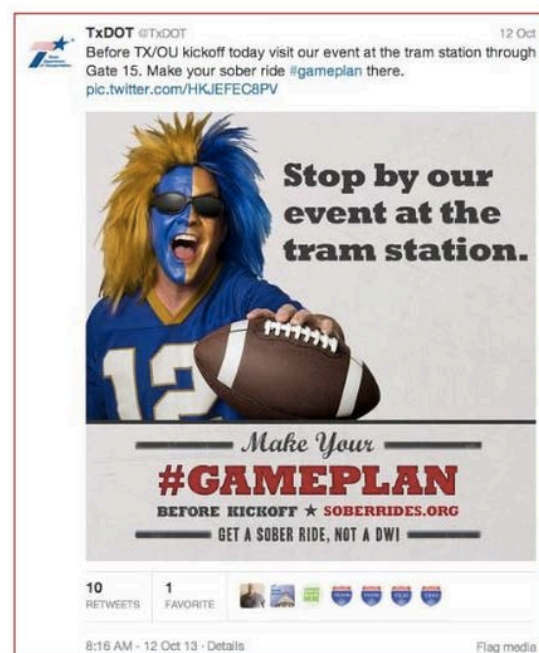 TxDOT @TxDOT 12 Oct
Before TX/OU kickoff today visit our event at the tram station through
Gate 15. Make your sober ride #gameplan there.
pic.twitter.com/HKJEFEC8PV
Stop by our
event at the
tram station.
12
Make Your
#GAMEPLAN
BEFORE KICKOFF ★ SOBERRIDES.ORG
GET A SOBER RIDE, NOT A DWI
10 1
RETWEETS FAVORITE
8:16 AM - 12 Oct 13 · Details Flag media